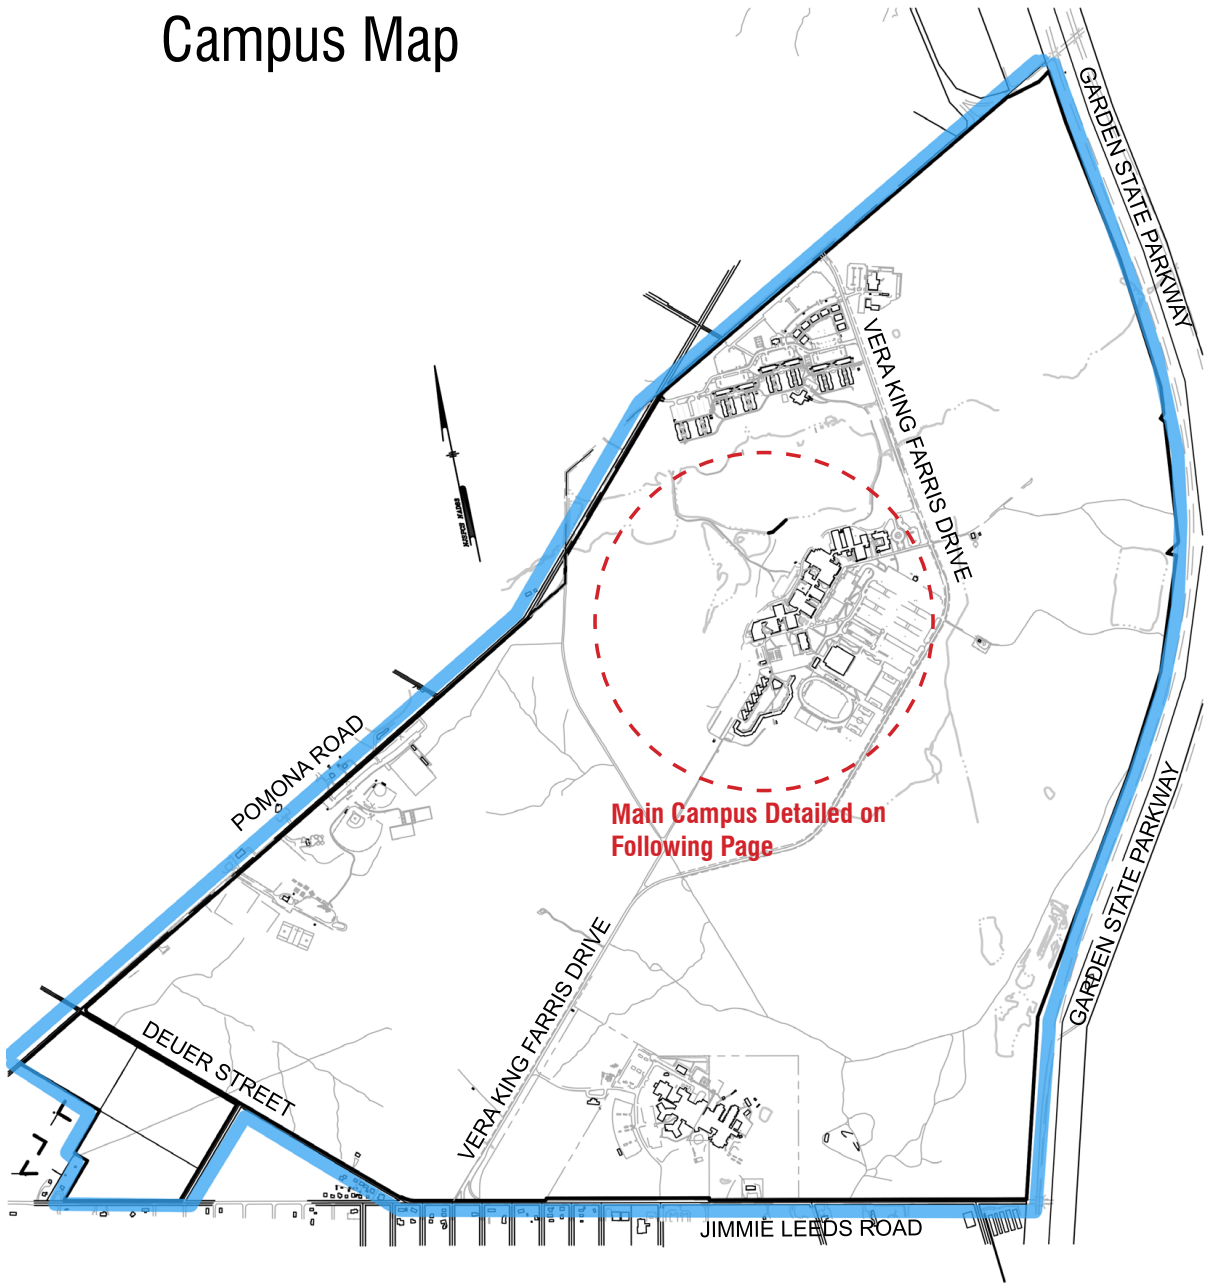 Campus Map
GARDEN STATE PARKWAY
VERA KING FARRIS DRIVE
POMONA ROAD
Main Campus Detailed on
Following Page
GARDEN STATE PARKWAY
VERA KING FARRIS DRIVE
DEUER STREET
JIMMIE LEEDS ROAD